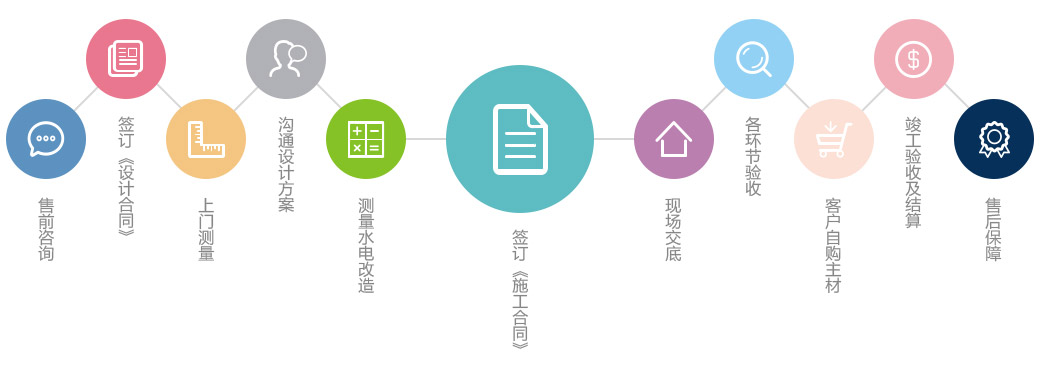 售前咨询
签订《设计合同》
上门测量
沟通设计方案
测量水电改造
签订《施工合同》
现场交底
各环节验收
客户自购主材
竣工验收及结算
售后保障